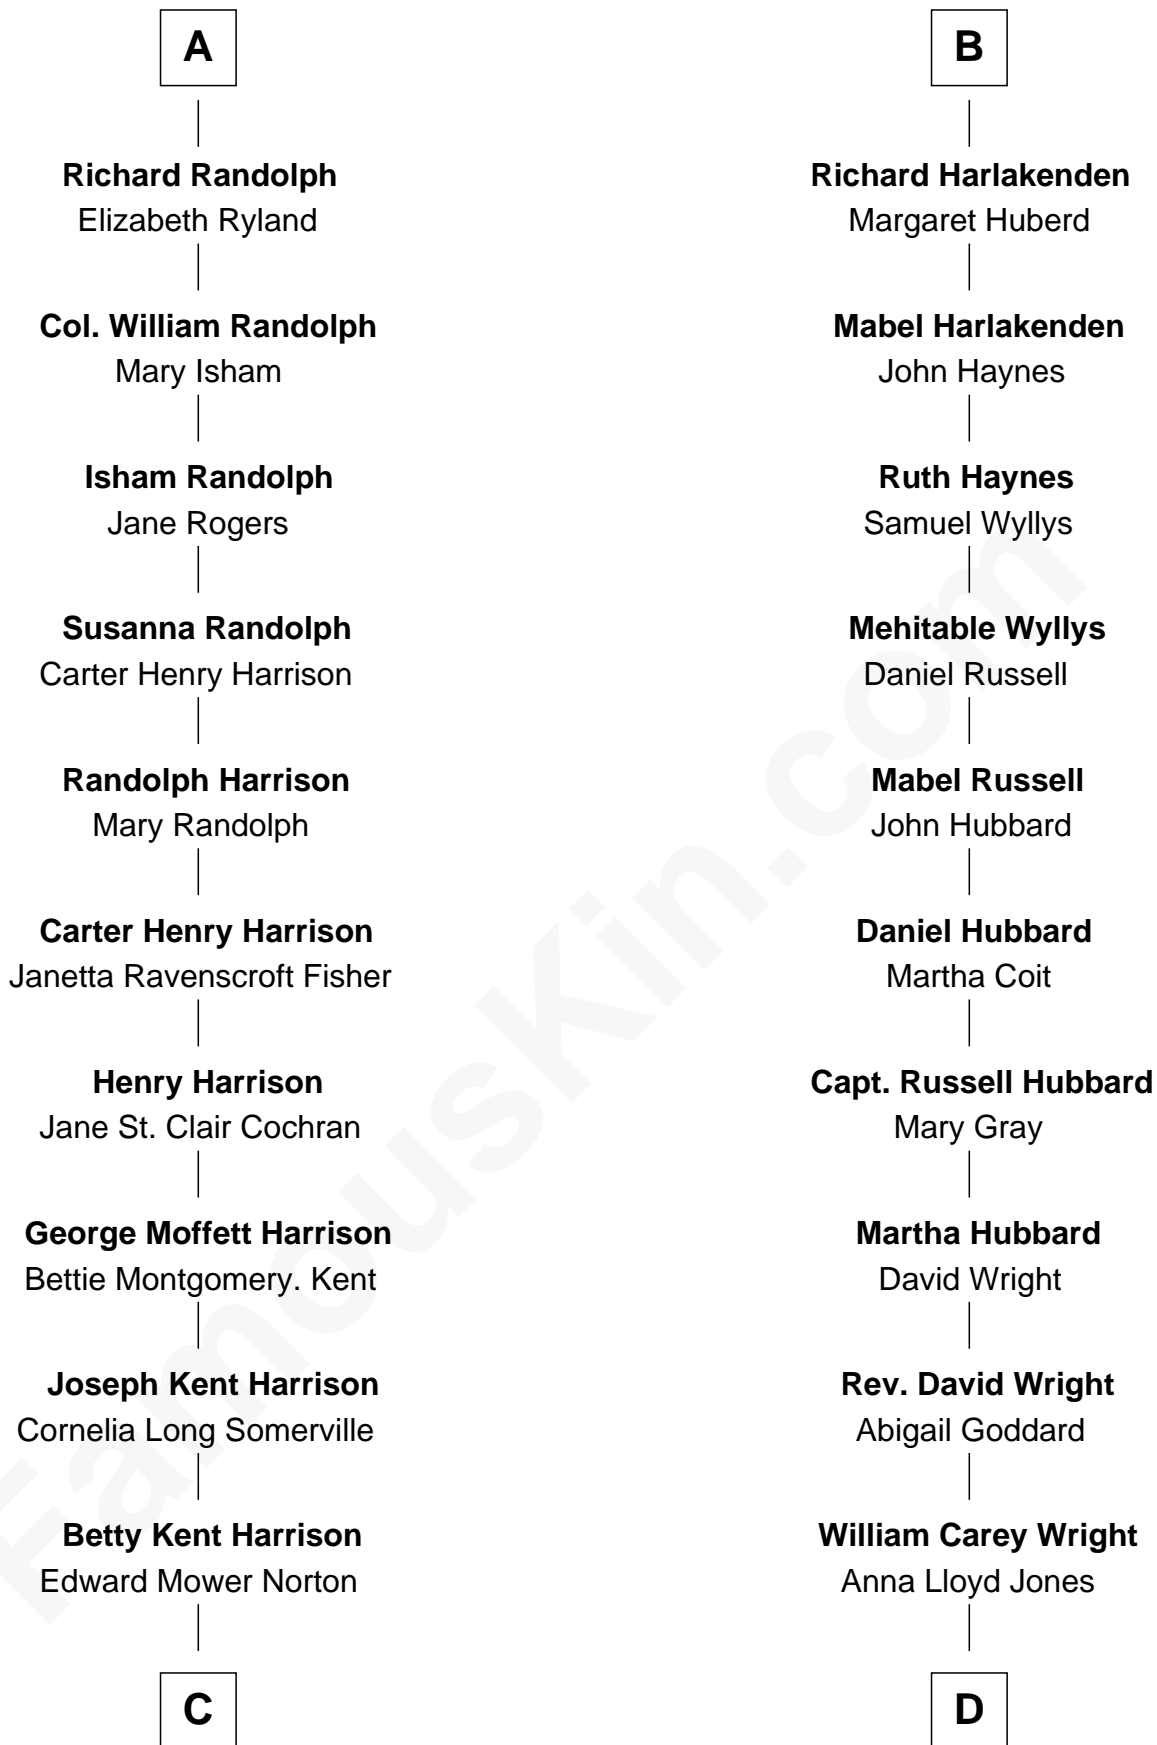 A
Richard Randolph
Elizabeth Ryland
Col. William Randolph
Mary Isham
Isham Randolph
Jane Rogers
Susanna Randolph
Carter Henry Harrison
Randolph Harrison
Mary Randolph
Carter Henry Harrison
Janetta Ravenscroft Fisher
Henry Harrison
Jane St. Clair Cochran
George Moffett Harrison
Bettie Montgomery. Kent
Joseph Kent Harrison
Cornelia Long Somerville
Betty Kent Harrison
Edward Mower Norton
C
B
Richard Harlakenden
Margaret Huberd
Mabel Harlakenden
John Haynes
Ruth Haynes
Samuel Wyllys
Mehitable Wyllys
Daniel Russell
Mabel Russell
John Hubbard
Daniel Hubbard
Martha Coit
Capt. Russell Hubbard
Mary Gray
Martha Hubbard
David Wright
Rev. David Wright
Abigail Goddard
William Carey Wright
Anna Lloyd Jones
D
FamousKin.com